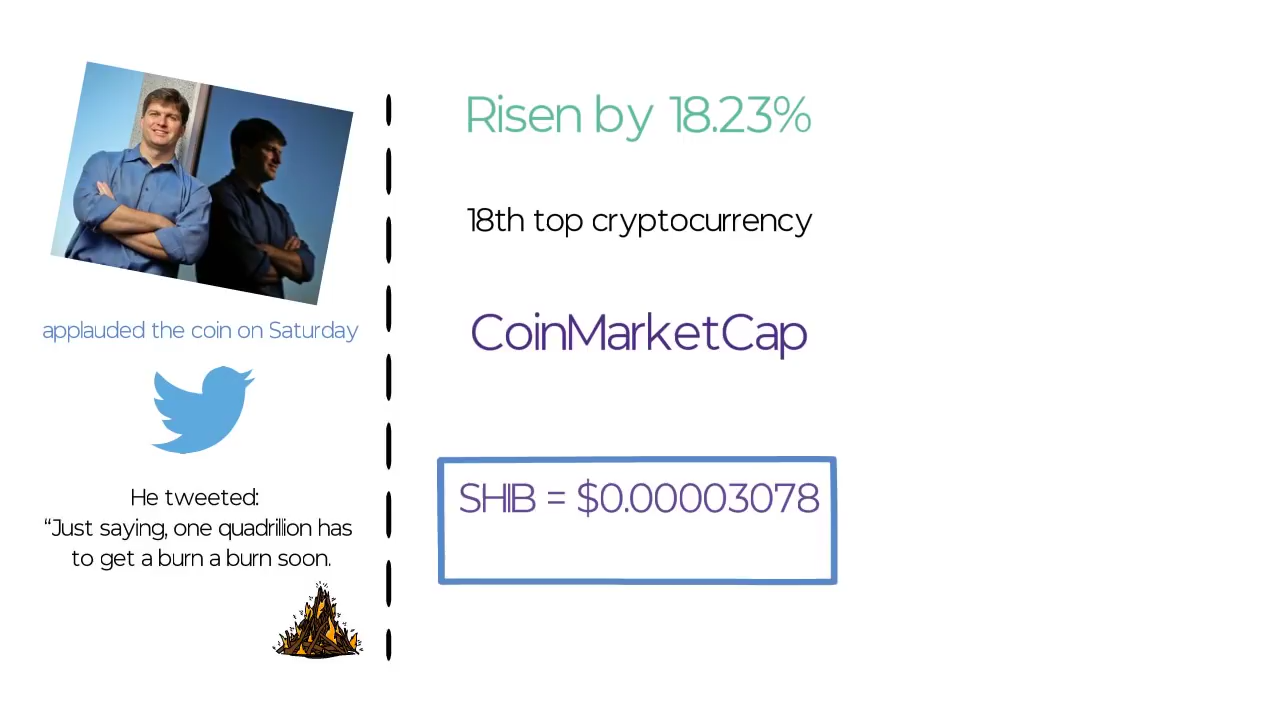 applauded the coin on Saturday
He tweeted:
“Just saying, one quadrillion has
to get a burn a burn soon.
Risen by 18.23%
18th top cryptocurrency
CoinMarketCap
SHIB = $0.00003078